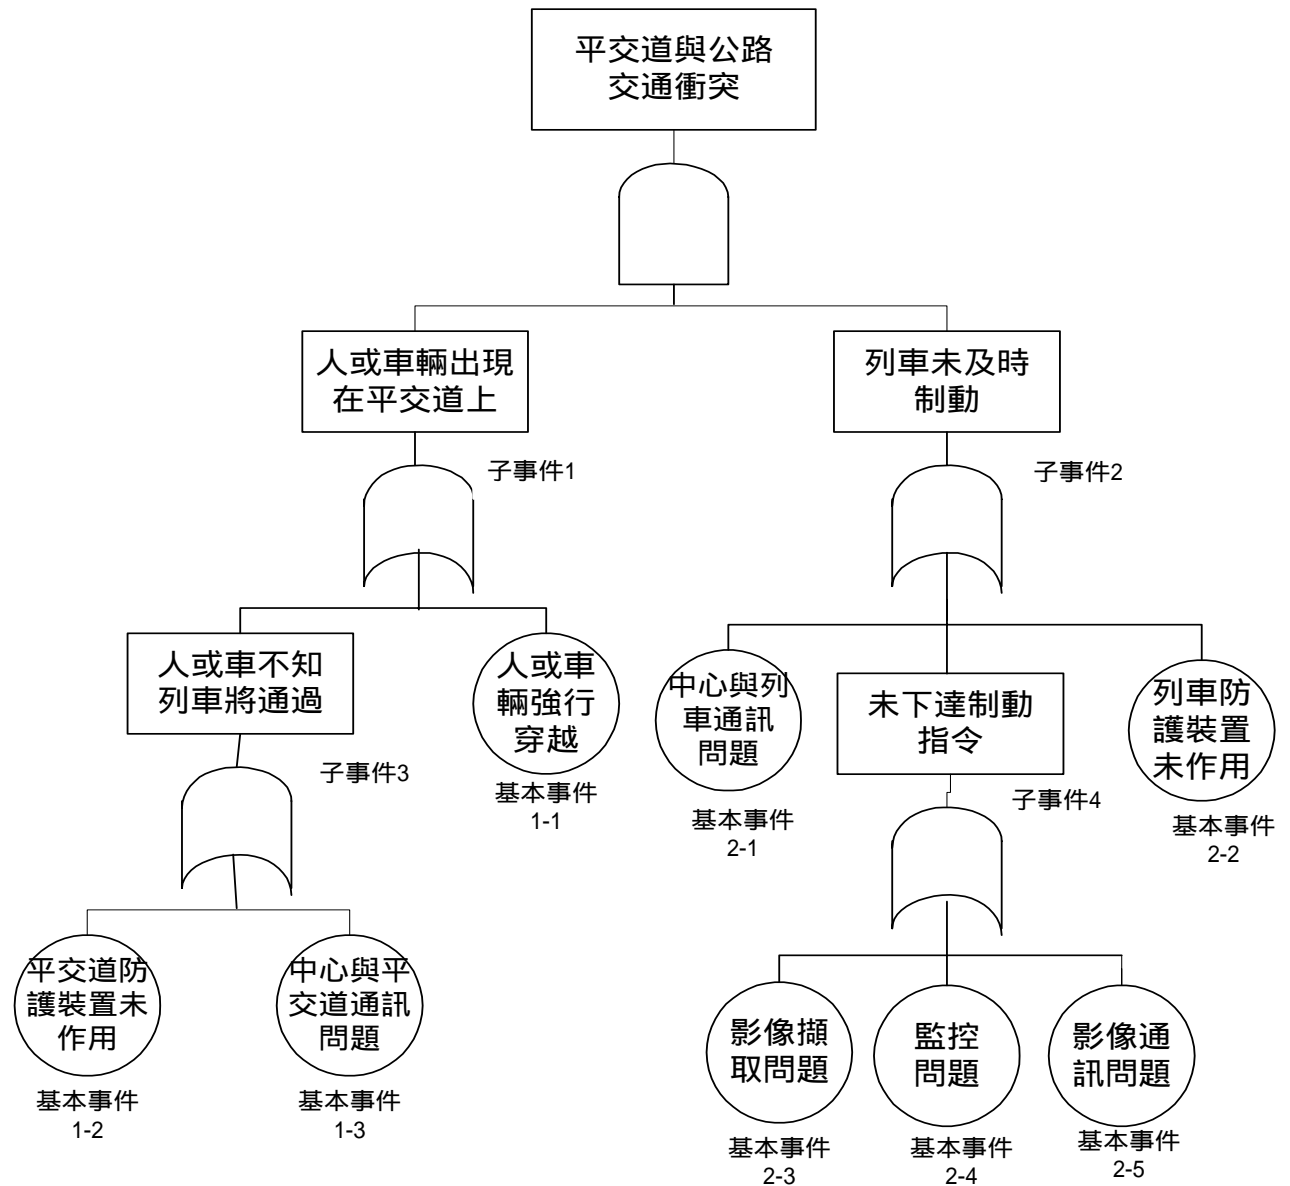 平交道與公路
交通衝突
人或車輛出現
在平交道上
列車未及時
制動
子事件1
子事件2
人或車不知
列車將通過
人或車
輛強行
穿越
中心與列
車通訊
問題
未下達制動
指令
列車防
護裝置
未作用
子事件3
基本事件
1-1
子事件4
基本事件
2-1
基本事件
2-2
平交道防
護裝置未
作用
中心與平
交道通訊
問題
影像擷
取問題
監控
問題
影像通
訊問題
基本事件
1-2
基本事件
1-3
基本事件
2-3
基本事件
2-4
基本事件
2-5